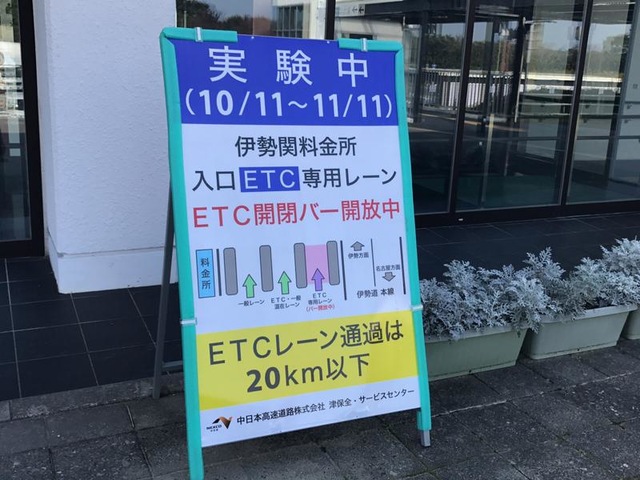 実験中
(10/11～11/11)
伊勢関料金所
入口ETC専用レーン
ETC開閉バー開放中
料金所
一般レーン
ETC・一般
混在レーン
ETC
専用レーン
(バー開放中)
伊勢方面
名古屋方面
伊勢道 本線
ETCレーン通過は
20km以下
NEXCO
中日本高速道路株式会社 津保全・サービスセンター